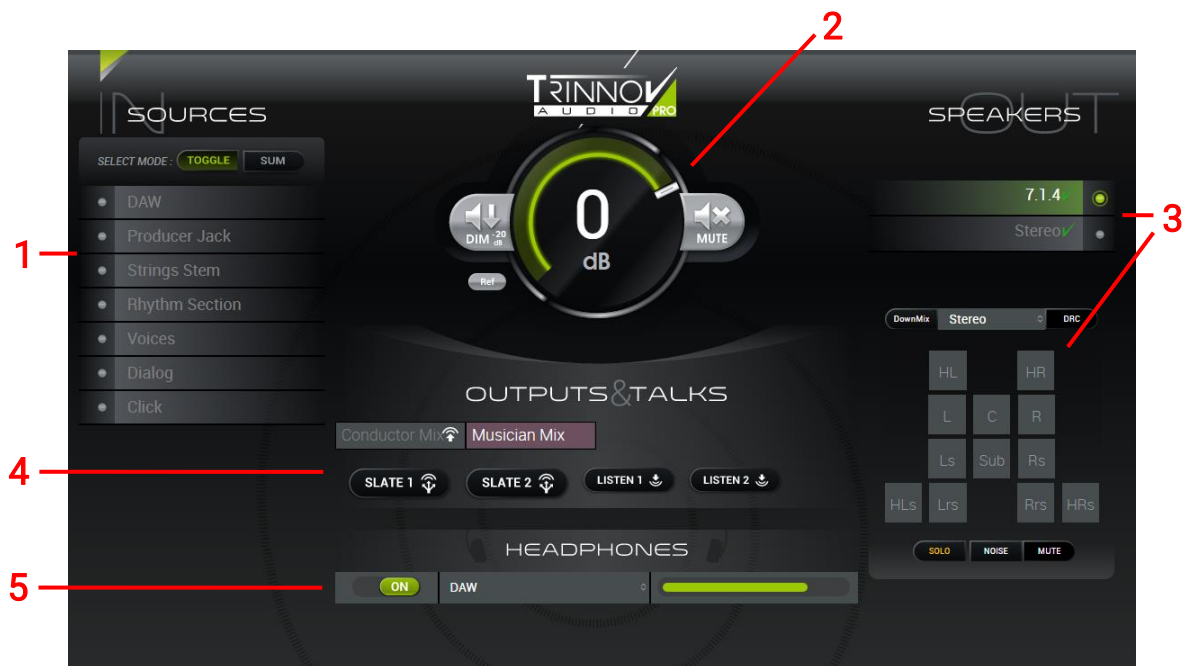 2
TRINNOV
AUDIO PRO
IN
SOURCES
OUT
SPEAKERS
SELECT MODE : TOGGLE SUM
DAW
Producer Jack
Strings Stem
Rhythm Section
Voices
Dialog
Click
1
DIM -20 dB
0
dB
MUTE
Ref
7.1.4
Stereo
3
DownMix Stereo DRC
HL HR
L C R
Ls Sub Rs
HLs Lrs Rrs HRs
SOLO NOISE MUTE
OUTPUTS&TALKS
Conductor Mix Musician Mix
4
SLATE 1 SLATE 2 LISTEN 1 LISTEN 2
HEADPHONES
5
ON DAW